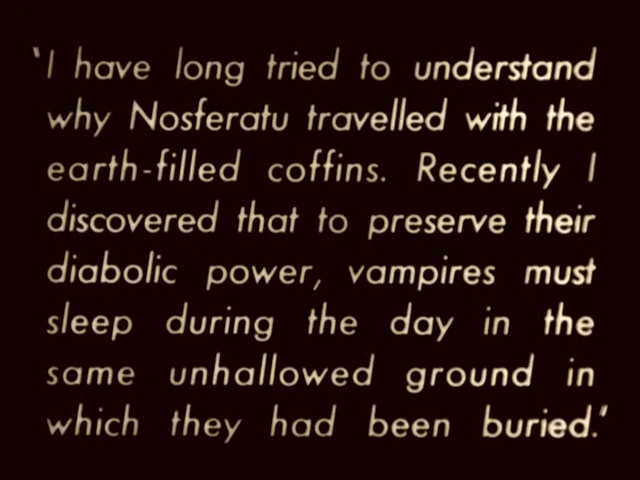 'I have long tried to understand
why Nosferatu travelled with the
earth-filled coffins. Recently I
discovered that to preserve their
diabolic power, vampires must
sleep during the day in the
same unhallowed ground in
which they had been buried.'